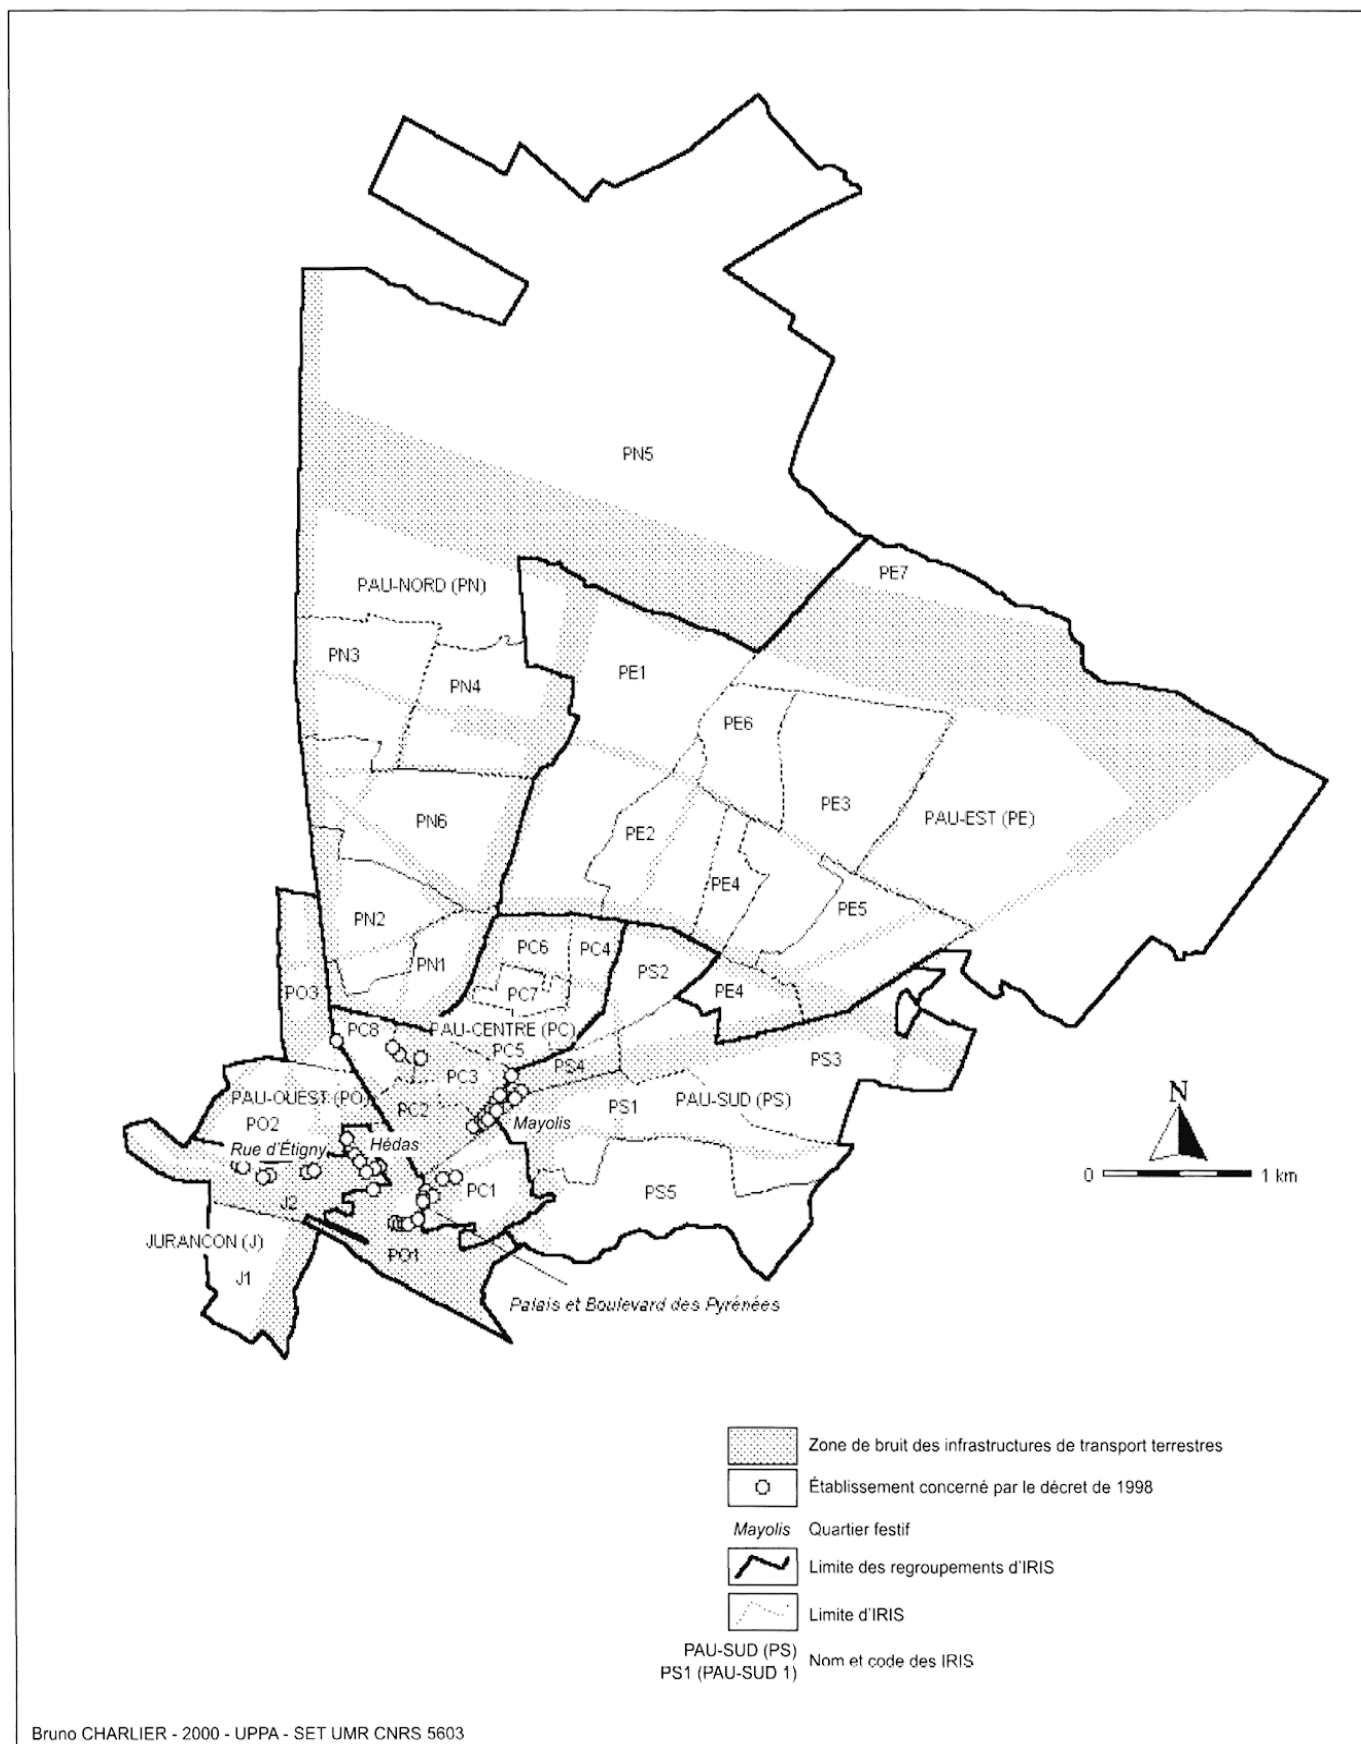 PN5
PE7
PAU-NORD (PN)
PN3
PE1
PN4
PE6
PE3
PN6
PAU-EST (PE)
PE2
PE4
PE5
PN2
PC6
PC4
PN1
PS2
PO3
PC7
PE4
PC8
PAU-CENTRE (PC)
PC5
PS3
PS4
PC3
PAU-OUEST (PO)
PC2
PS1
PAU-SUD (PS)
PO2
Mayolis
Rue d'Étigny
Hédas
PC1
PS5
J2
JURANCON (J)
PO1
J1
Palais et Boulevard des Pyrénées
N
0
1 km
Zone de bruit des infrastructures de transport terrestres
Établissement concerné par le décret de 1998
Mayolis Quartier festif
Limite des regroupements d'IRIS
Limite d'IRIS
PAU-SUD (PS)
PS1 (PAU-SUD 1)
Nom et code des IRIS
Bruno CHARLIER - 2000 - UPPA - SET UMR CNRS 5603